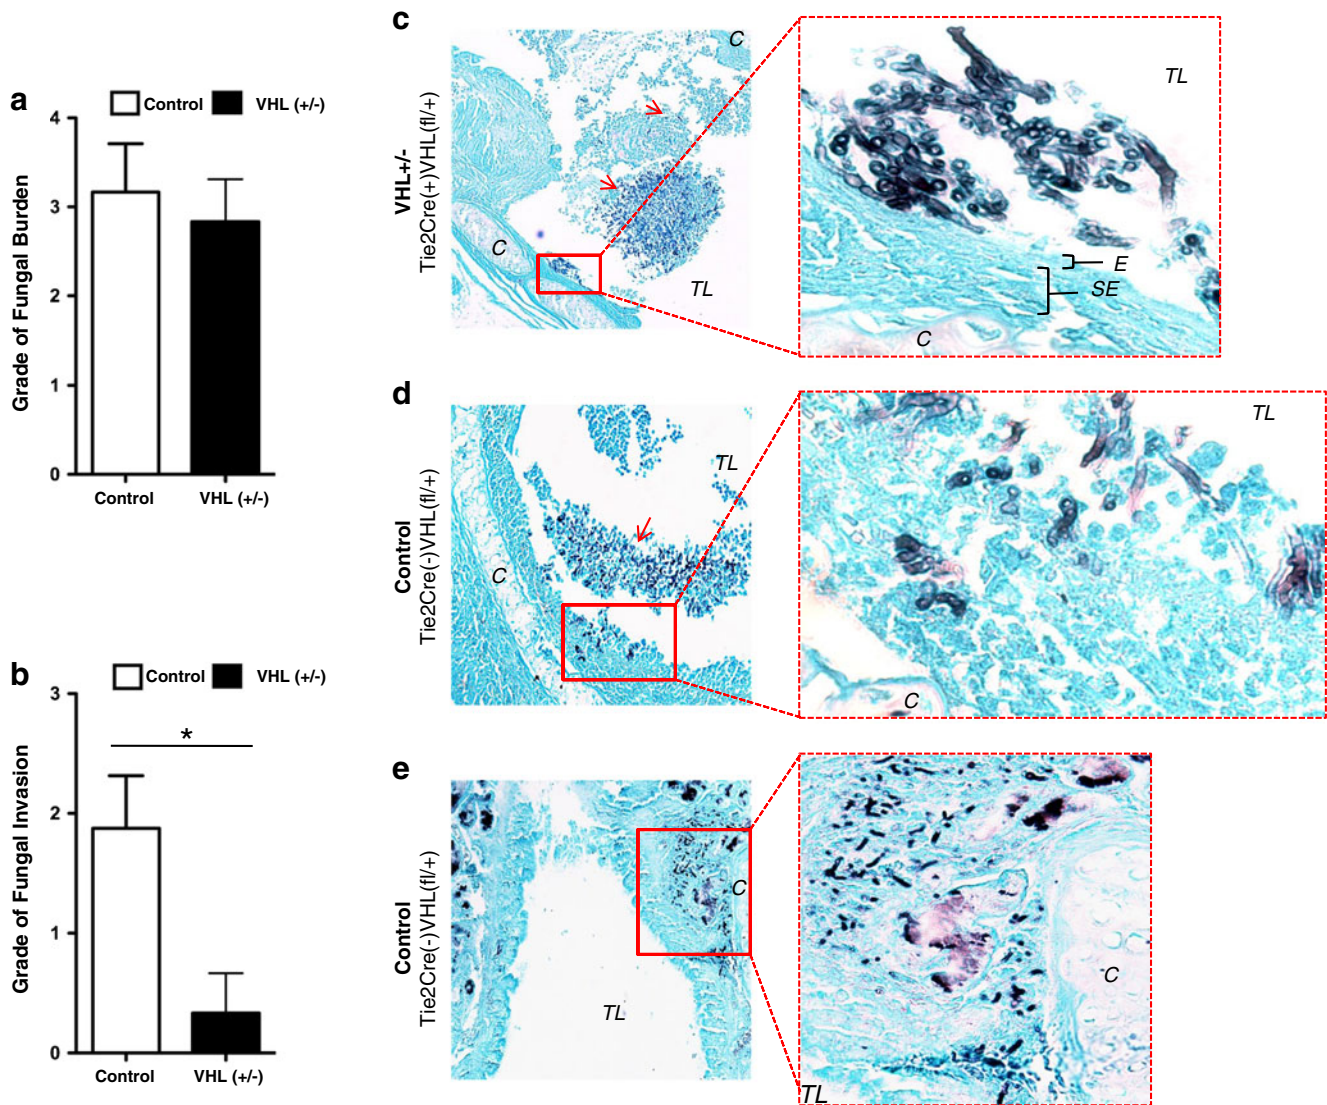 a
Control VHL (+/-)
Grade of Fungal Burden
4
3
2
1
0
Control VHL (+/-)
b
Control VHL (+/-)
Grade of Fungal Invasion
3
2
1
0
*
Control VHL (+/-)
c
VHL+/-
Tie2Cre(+)VHL(fl/+)
C
C
TL
TL
E
SE
C
d
Control
Tie2Cre(-)VHL(fl/+)
TL
C
TL
C
e
Control
Tie2Cre(-)VHL(fl/+)
C
TL
C
TL